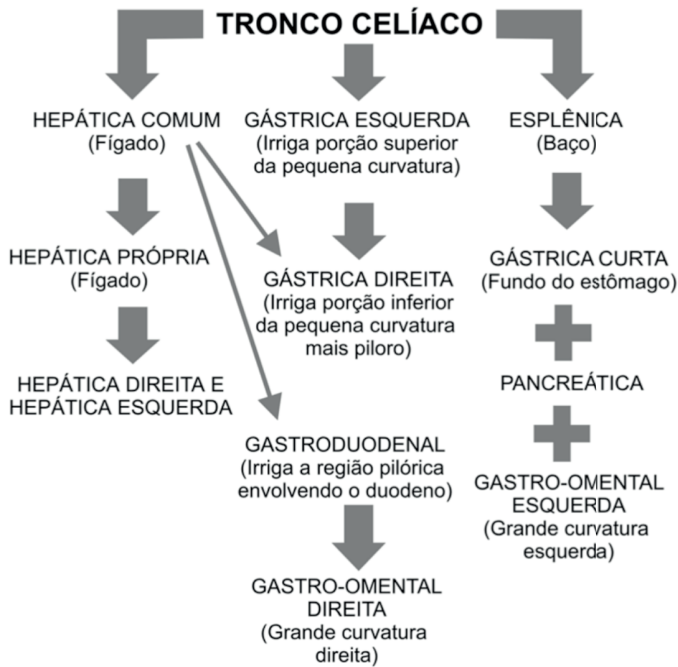 TRONCO CELÍACO
HEPÁTICA COMUM
(Fígado)
HEPÁTICA PRÓPRIA
(Fígado)
HEPÁTICA DIREITA E
HEPÁTICA ESQUERDA
GÁSTRICA ESQUERDA
(Irriga porção superior
da pequena curvatura)
GÁSTRICA DIREITA
(Irriga porção inferior
da pequena curvatura
mais piloro)
GASTRODUODENAL
(Irriga a região pilórica
envolvendo o duodeno)
GASTRO-OMENTAL
DIREITA
(Grande curvatura
direita)
ESPLÊNICA
(Baço)
GÁSTRICA CURTA
(Fundo do estômago)
PANCREÁTICA
GASTRO-OMENTAL
ESQUERDA
(Grande curvatura
esquerda)